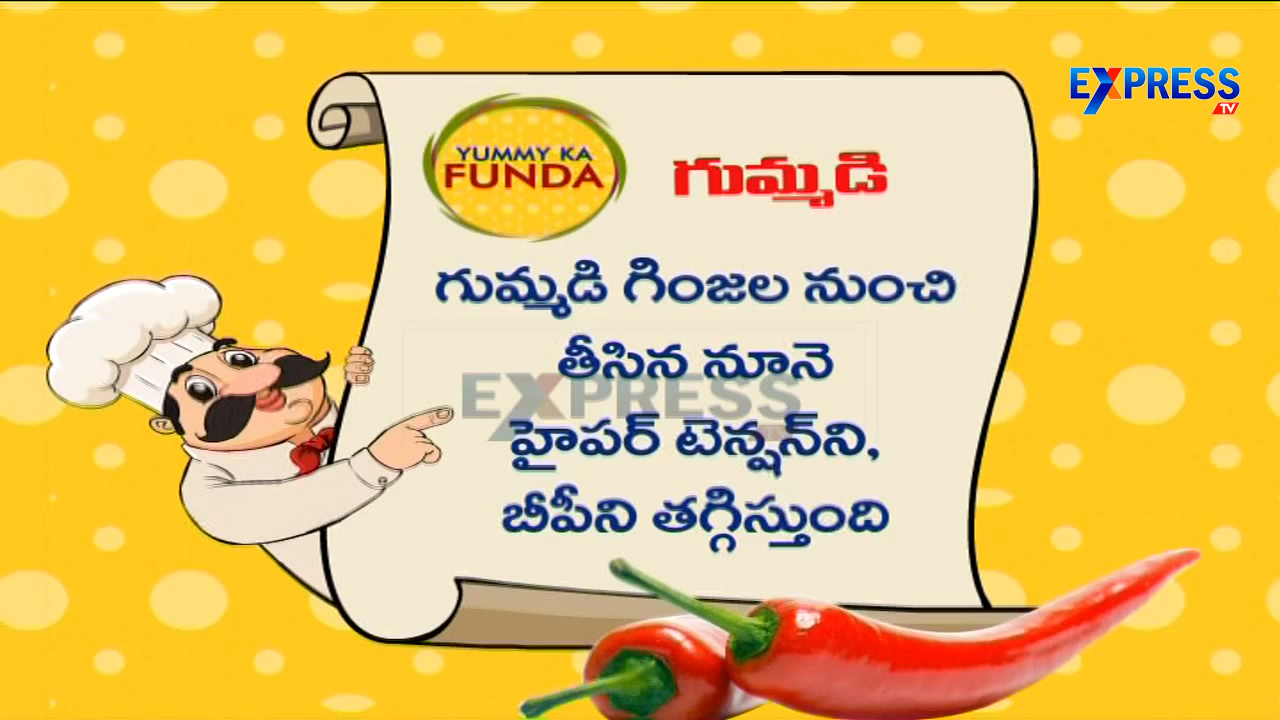 EXPRESS
TV
YUMMY KA
FUNDA
గుమ్మడి
గుమ్మడి గింజల నుంచి
తీసిన నూనె
EXPRESS
హైపర్ టెన్షన్‌ని,
బీపీని తగ్గిస్తుంది